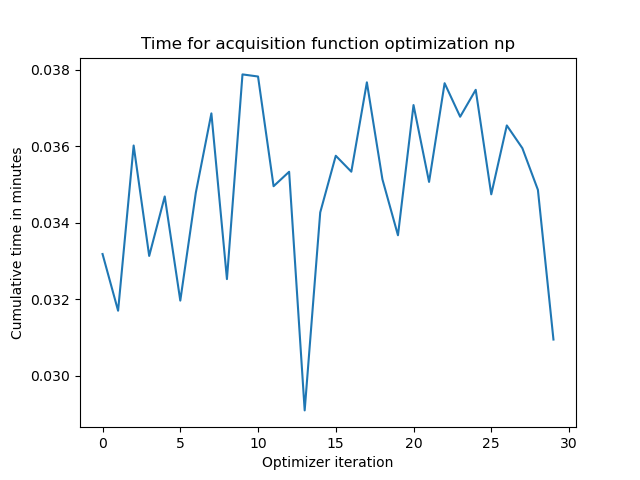 Time for acquisition function optimization np
0.038
0.036
0.034
0.032
0.030
Cumulative time in minutes
0 5 10 15 20 25 30
Optimizer iteration